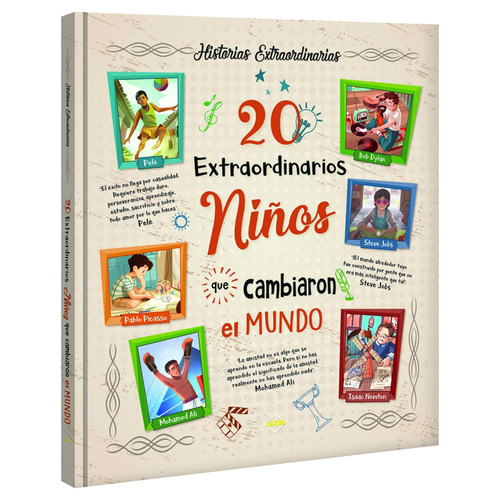 Historias Extraordinarias
20
Extraordinarios
Niños
que cambiaron
el MUNDO
Pelé
"El éxito no llega por casualidad.
Requiere trabajo duro,
perseverancia, aprendizaje,
estudio, sacrificio y sobre
todo amor por lo que haces".
Pelé
Bob Dylan
Steve Jobs
"El mundo alrededor tuyo
fue construido por gente que no
era más inteligente que tú".
Steve Jobs
Pablo Picasso
Mohamed Ali
"La amistad no es algo que se
aprenda en la escuela. Pero si no has
aprendido el significado de la amistad,
realmente no has aprendido nada".
Mohamed Ali
Isaac Newton
Historias Extraordinarias
20 Extraordinarios Niños que cambiaron el MUNDO